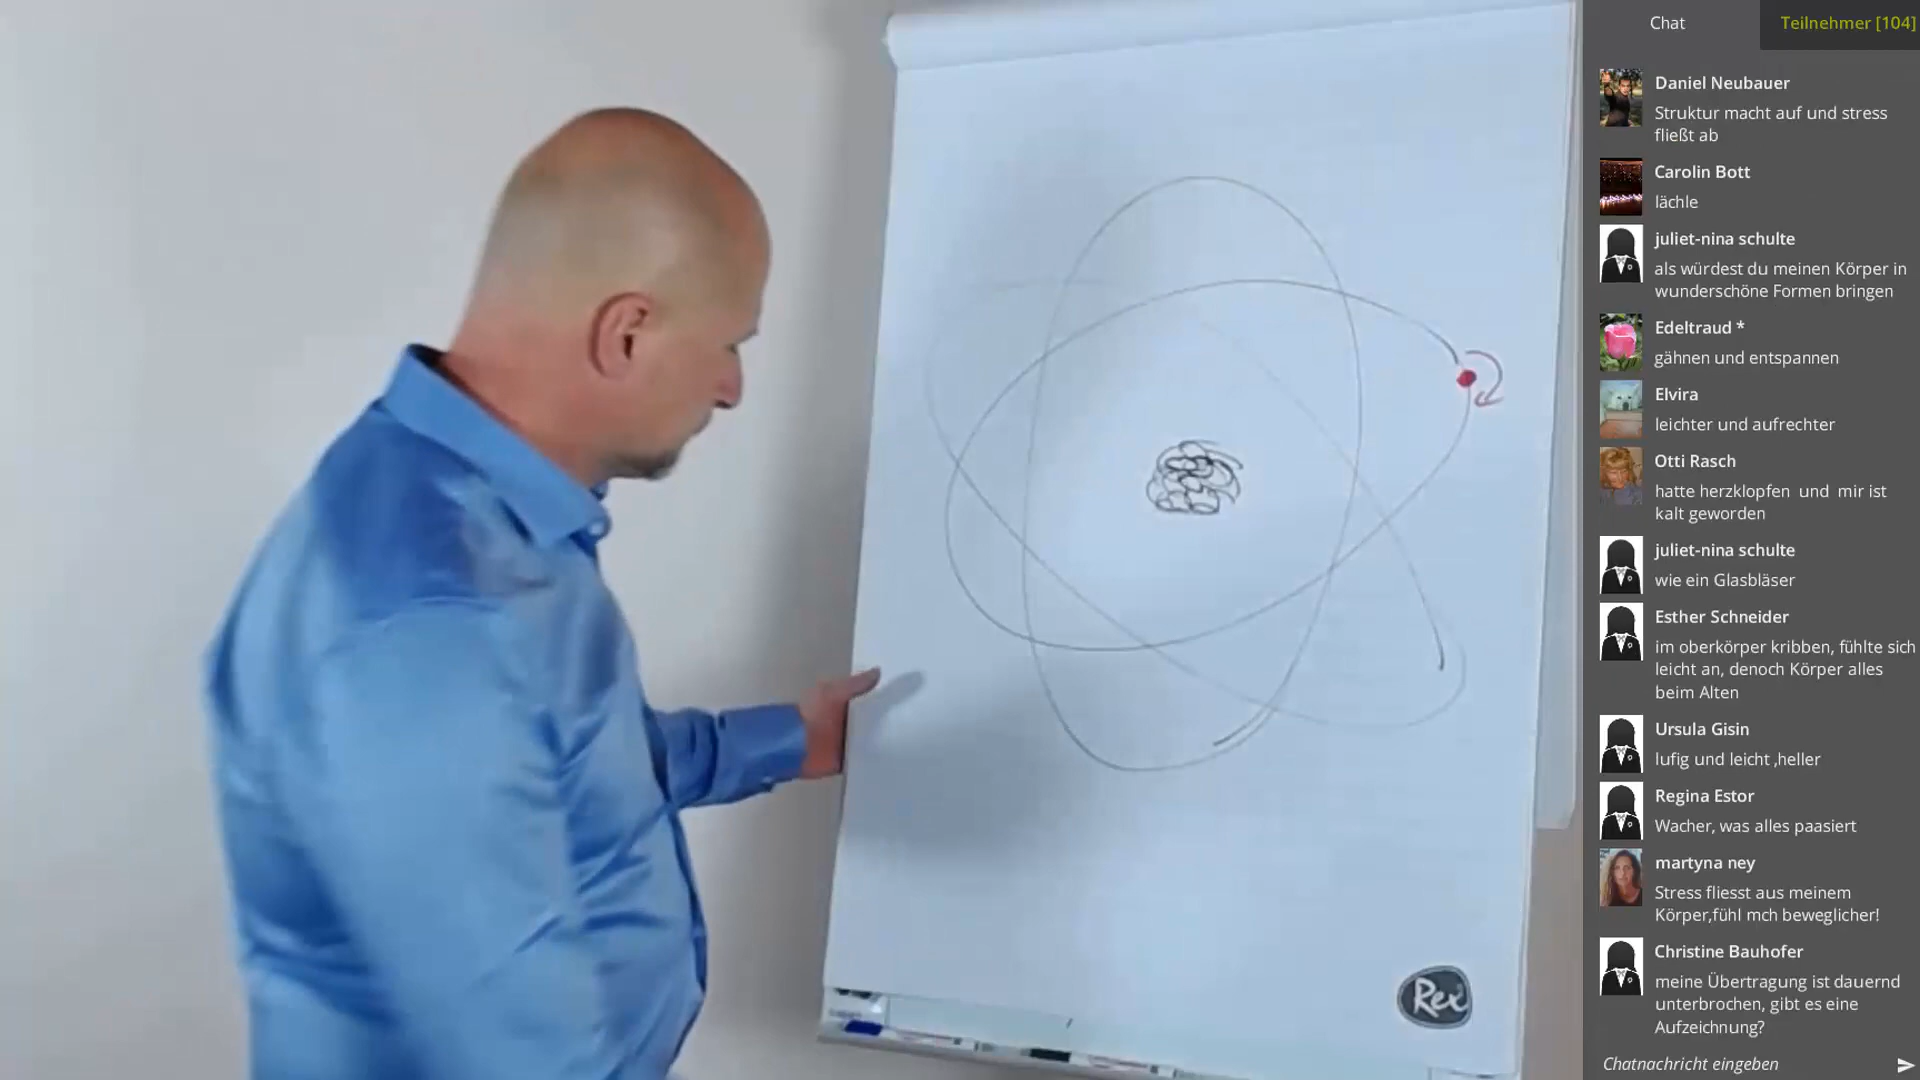 Chat
Teilnehmer [104]
Daniel Neubauer
Struktur macht auf und stress
fließt ab
Carolin Bott
lächle
juliet-nina schulte
als würdest du meinen Körper in
wunderschöne Formen bringen
Edeltraud *
gähnen und entspannen
Elvira
leichter und aufrechter
Otti Rasch
hatte herzklopfen und mir ist
kalt geworden
juliet-nina schulte
wie ein Glasbläser
Esther Schneider
im oberkörper kribben, fühlte sich
leicht an, denoch Körper alles
beim Alten
Ursula Gisin
lufig und leicht ,heller
Regina Estor
Wacher, was alles paasiert
martyna ney
Stress fliesst aus meinem
Körper,fühl mch beweglicher!
Christine Bauhofer
meine Übertragung ist dauernd
unterbrochen, gibt es eine
Aufzeichnung?
Chatnachricht eingeben
Rex